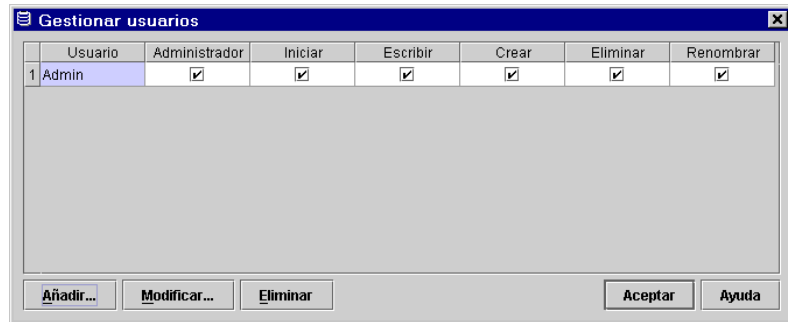 Gestionar usuarios
Usuario Administrador Iniciar Escribir Crear Eliminar Renombrar
1 Admin
Añadir... Modificar... Eliminar Aceptar Ayuda